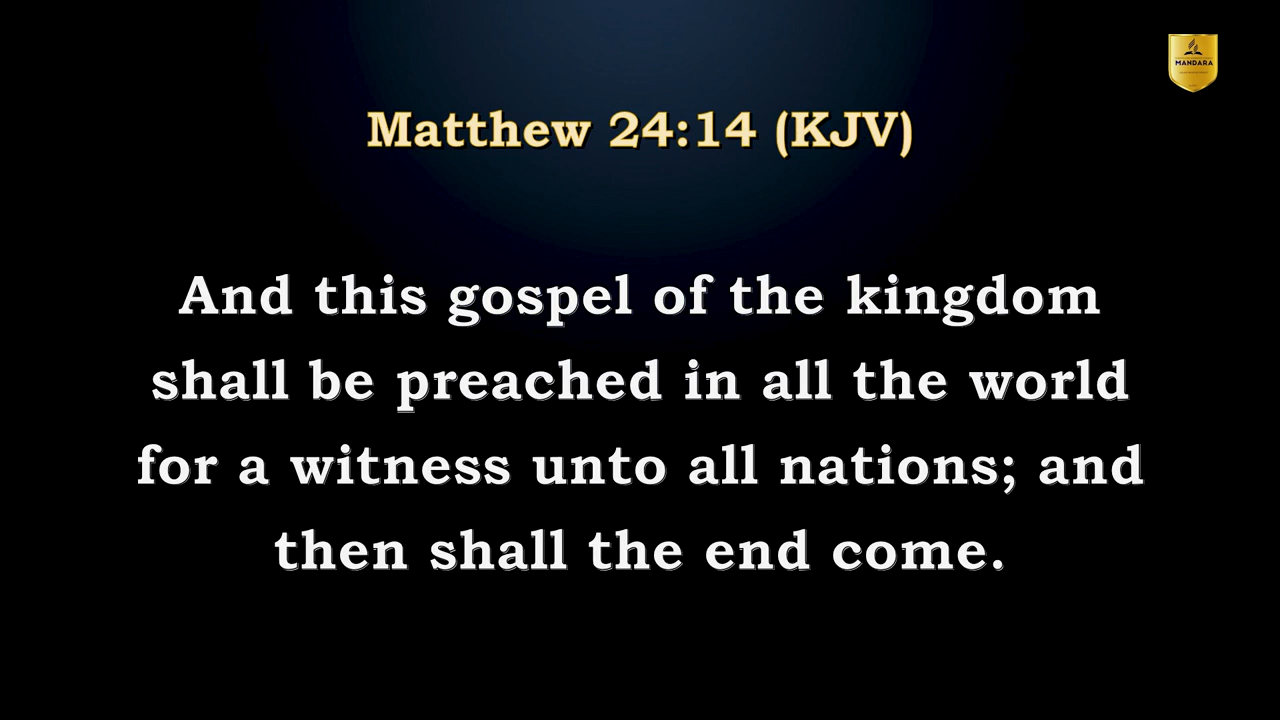 MANDARA
Matthew 24:14 (KJV)
And this gospel of the kingdom
shall be preached in all the world
for a witness unto all nations; and
then shall the end come.